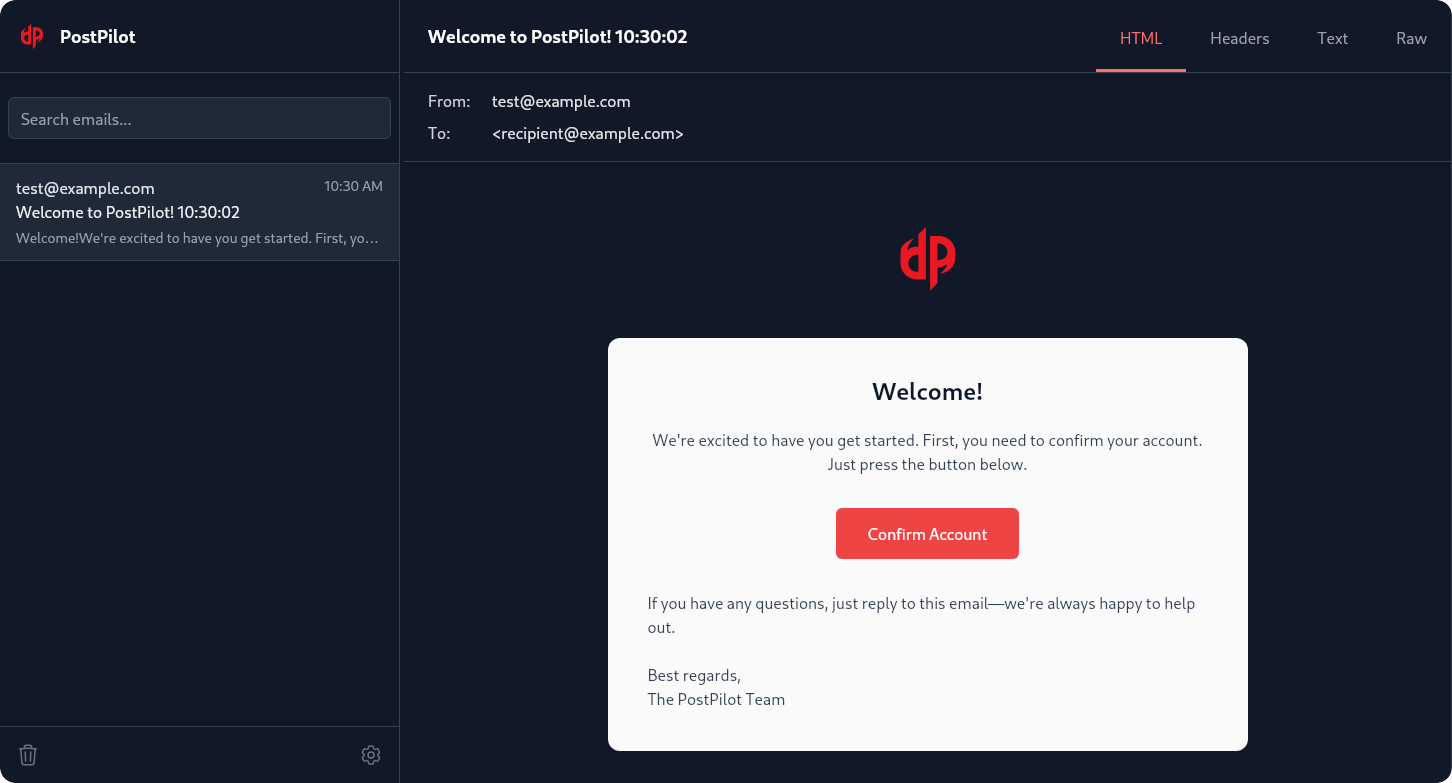 PostPilot
Search emails...
test@example.com 10:30 AM
Welcome to PostPilot! 10:30:02
Welcome!We're excited to have you get started. First, yo…
Welcome to PostPilot! 10:30:02
HTML Headers Text Raw
From: test@example.com
To: <recipient@example.com>
Welcome!
We're excited to have you get started. First, you need to confirm your account.
Just press the button below.
Confirm Account
If you have any questions, just reply to this email—we're always happy to help
out.
Best regards,
The PostPilot Team